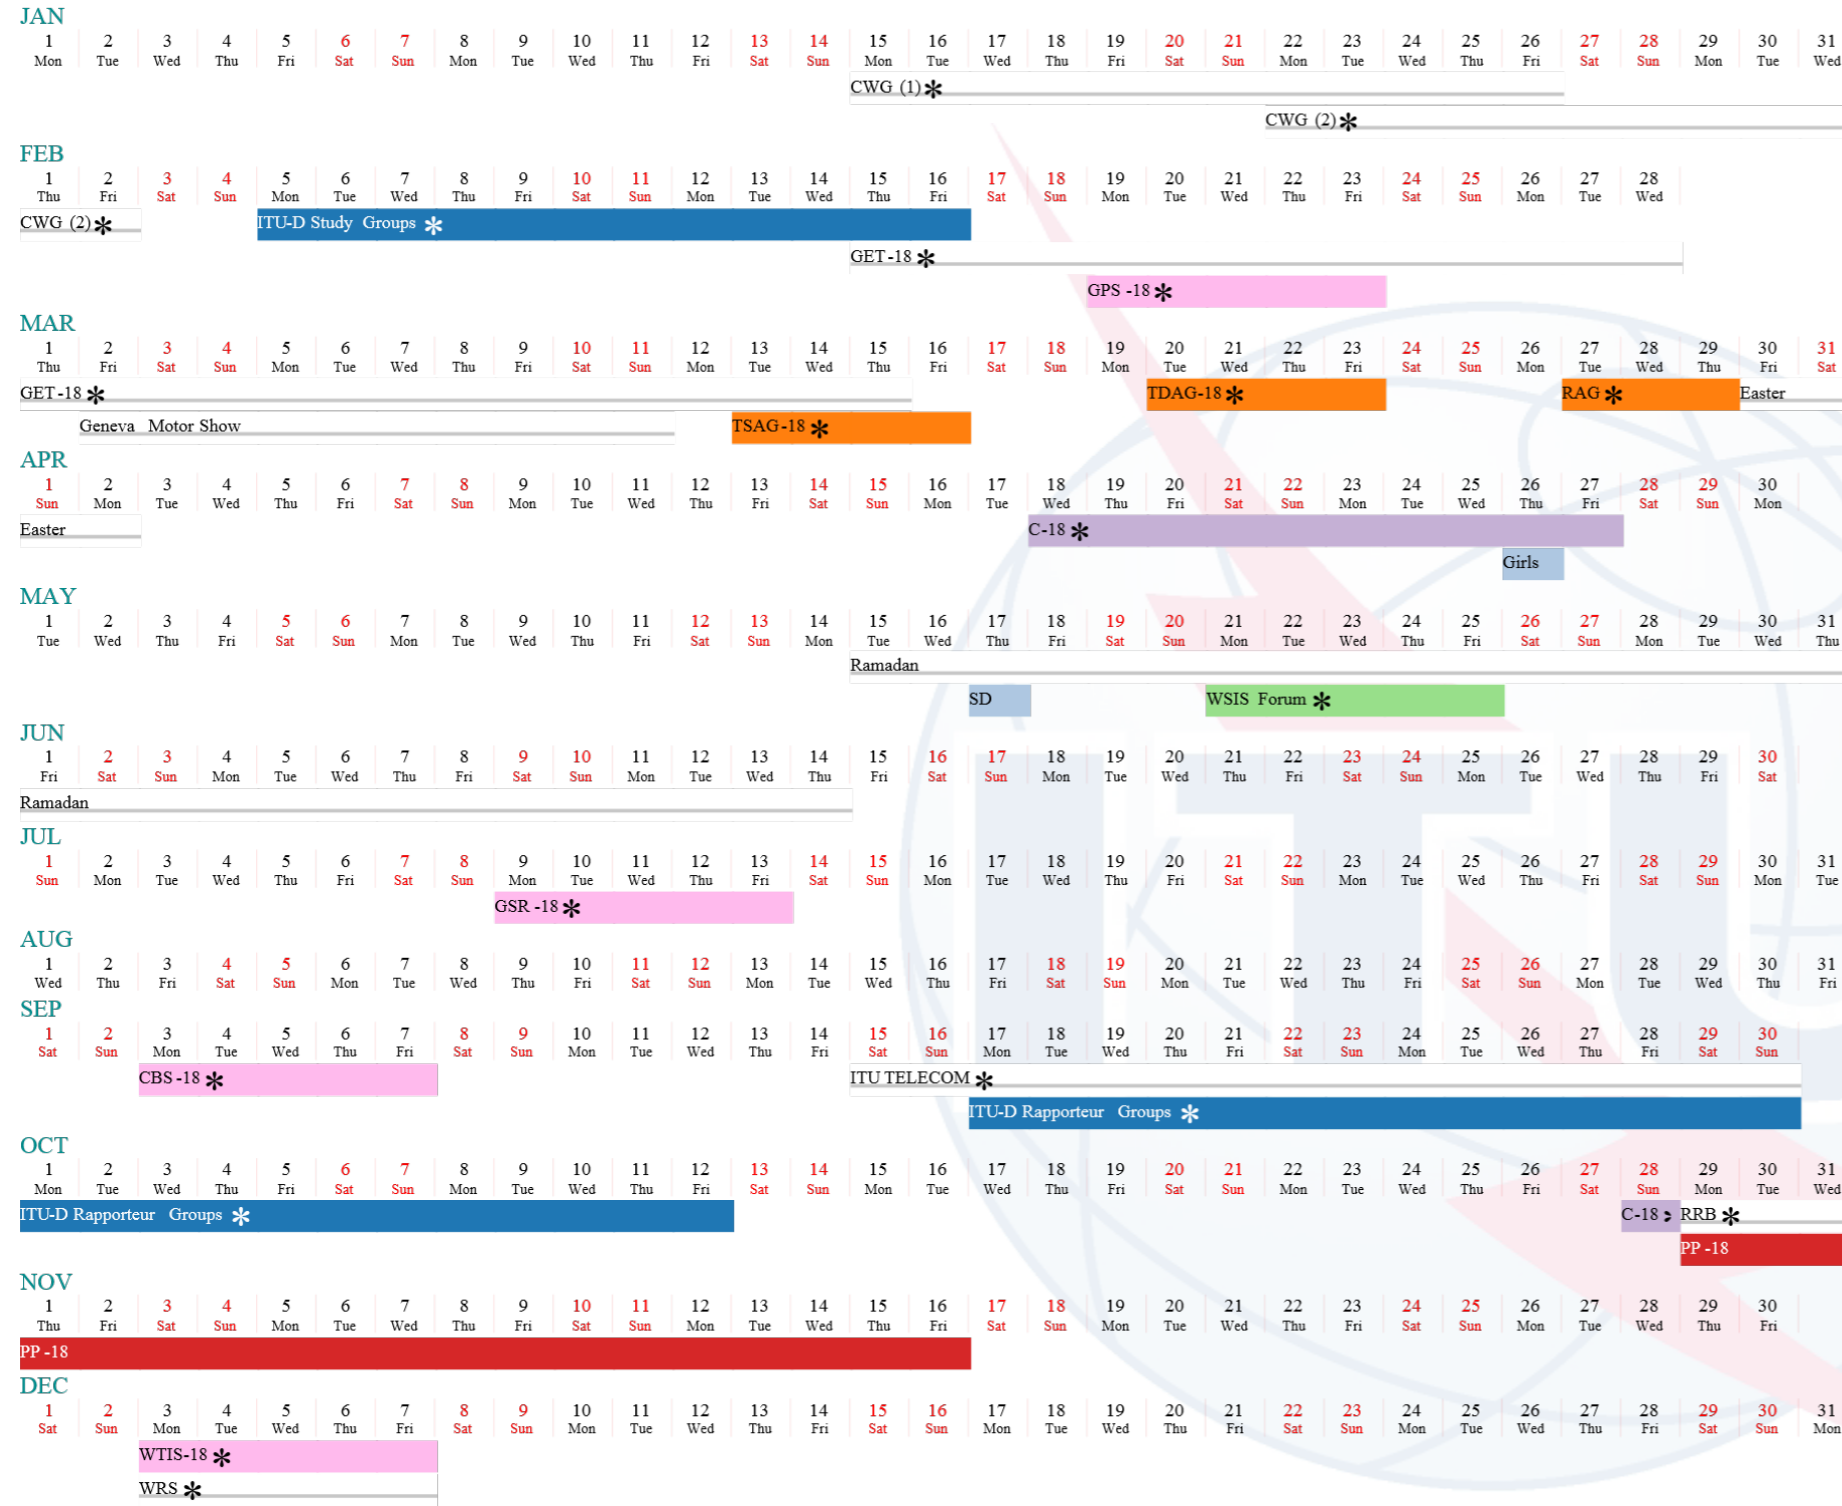 JAN
1 2 3 4 5 6 7 8 9 10 11 12 13 14 15 16 17 18 19 20 21 22 23 24 25 26 27 28 29 30 31
Mon Tue Wed Thu Fri Sat Sun Mon Tue Wed Thu Fri Sat Sun Mon Tue Wed Thu Fri Sat Sun Mon Tue Wed Thu Fri Sat Sun Mon Tue Wed
CWG (1) *
CWG (2) *
FEB
1 2 3 4 5 6 7 8 9 10 11 12 13 14 15 16 17 18 19 20 21 22 23 24 25 26 27 28
Thu Fri Sat Sun Mon Tue Wed Thu Fri Sat Sun Mon Tue Wed Thu Fri Sat Sun Mon Tue Wed Thu Fri Sat Sun Mon Tue Wed
CWG (2) * ITU-D Study Groups *
GET-18 *
GPS -18 *
MAR
1 2 3 4 5 6 7 8 9 10 11 12 13 14 15 16 17 18 19 20 21 22 23 24 25 26 27 28 29 30 31
Thu Fri Sat Sun Mon Tue Wed Thu Fri Sat Sun Mon Tue Wed Thu Fri Sat Sun Mon Tue Wed Thu Fri Sat Sun Mon Tue Wed Thu Fri Sat
GET-18 * TDAG-18 * RAG * Easter
Geneva Motor Show TSAG-18 *
APR
1 2 3 4 5 6 7 8 9 10 11 12 13 14 15 16 17 18 19 20 21 22 23 24 25 26 27 28 29 30
Sun Mon Tue Wed Thu Fri Sat Sun Mon Tue Wed Thu Fri Sat Sun Mon Tue Wed Thu Fri Sat Sun Mon Tue Wed Thu Fri Sat Sun Mon
Easter C-18 *
Girls
MAY
1 2 3 4 5 6 7 8 9 10 11 12 13 14 15 16 17 18 19 20 21 22 23 24 25 26 27 28 29 30 31
Tue Wed Thu Fri Sat Sun Mon Tue Wed Thu Fri Sat Sun Mon Tue Wed Thu Fri Sat Sun Mon Tue Wed Thu Fri Sat Sun Mon Tue Wed Thu
Ramadan
SD WSIS Forum *
JUN
1 2 3 4 5 6 7 8 9 10 11 12 13 14 15 16 17 18 19 20 21 22 23 24 25 26 27 28 29 30
Fri Sat Sun Mon Tue Wed Thu Fri Sat Sun Mon Tue Wed Thu Fri Sat Sun Mon Tue Wed Thu Fri Sat Sun Mon Tue Wed Thu Fri Sat
Ramadan
JUL
1 2 3 4 5 6 7 8 9 10 11 12 13 14 15 16 17 18 19 20 21 22 23 24 25 26 27 28 29 30 31
Sun Mon Tue Wed Thu Fri Sat Sun Mon Tue Wed Thu Fri Sat Sun Mon Tue Wed Thu Fri Sat Sun Mon Tue Wed Thu Fri Sat Sun Mon Tue
GSR -18 *
AUG
1 2 3 4 5 6 7 8 9 10 11 12 13 14 15 16 17 18 19 20 21 22 23 24 25 26 27 28 29 30 31
Wed Thu Fri Sat Sun Mon Tue Wed Thu Fri Sat Sun Mon Tue Wed Thu Fri Sat Sun Mon Tue Wed Thu Fri Sat Sun Mon Tue Wed Thu Fri
SEP
1 2 3 4 5 6 7 8 9 10 11 12 13 14 15 16 17 18 19 20 21 22 23 24 25 26 27 28 29 30
Sat Sun Mon Tue Wed Thu Fri Sat Sun Mon Tue Wed Thu Fri Sat Sun Mon Tue Wed Thu Fri Sat Sun Mon Tue Wed Thu Fri Sat Sun
CBS -18 * ITU TELECOM *
ITU-D Rapporteur Groups *
OCT
1 2 3 4 5 6 7 8 9 10 11 12 13 14 15 16 17 18 19 20 21 22 23 24 25 26 27 28 29 30 31
Mon Tue Wed Thu Fri Sat Sun Mon Tue Wed Thu Fri Sat Sun Mon Tue Wed Thu Fri Sat Sun Mon Tue Wed Thu Fri Sat Sun Mon Tue Wed
ITU-D Rapporteur Groups * C-18 RRB *
PP -18
NOV
1 2 3 4 5 6 7 8 9 10 11 12 13 14 15 16 17 18 19 20 21 22 23 24 25 26 27 28 29 30
Thu Fri Sat Sun Mon Tue Wed Thu Fri Sat Sun Mon Tue Wed Thu Fri Sat Sun Mon Tue Wed Thu Fri Sat Sun Mon Tue Wed Thu Fri
PP -18
DEC
1 2 3 4 5 6 7 8 9 10 11 12 13 14 15 16 17 18 19 20 21 22 23 24 25 26 27 28 29 30 31
Sat Sun Mon Tue Wed Thu Fri Sat Sun Mon Tue Wed Thu Fri Sat Sun Mon Tue Wed Thu Fri Sat Sun Mon Tue Wed Thu Fri Sat Sun Mon
WTIS-18 *
WRS *
ITU